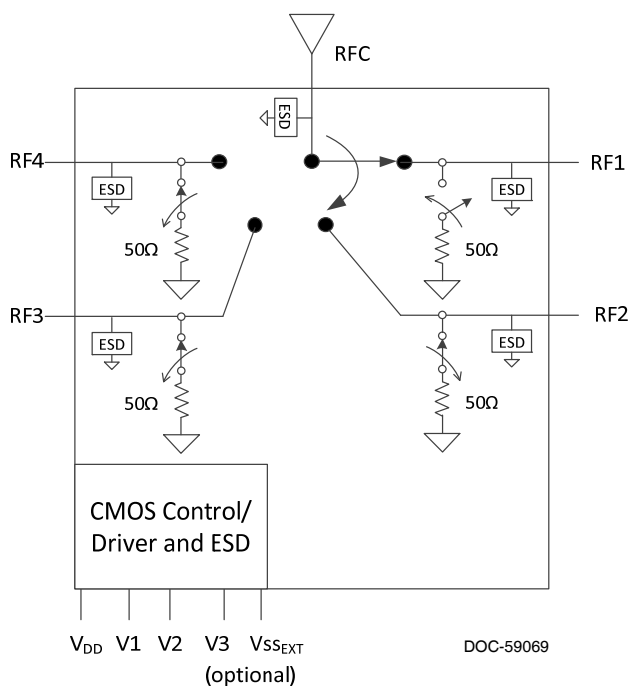 RFC
ESD
RF4
RF1
ESD
ESD
50Ω
50Ω
RF3
RF2
ESD
ESD
50Ω
50Ω
CMOS Control/
Driver and ESD
VDD V1 V2 V3 VSSEXT
(optional)
DOC-59069